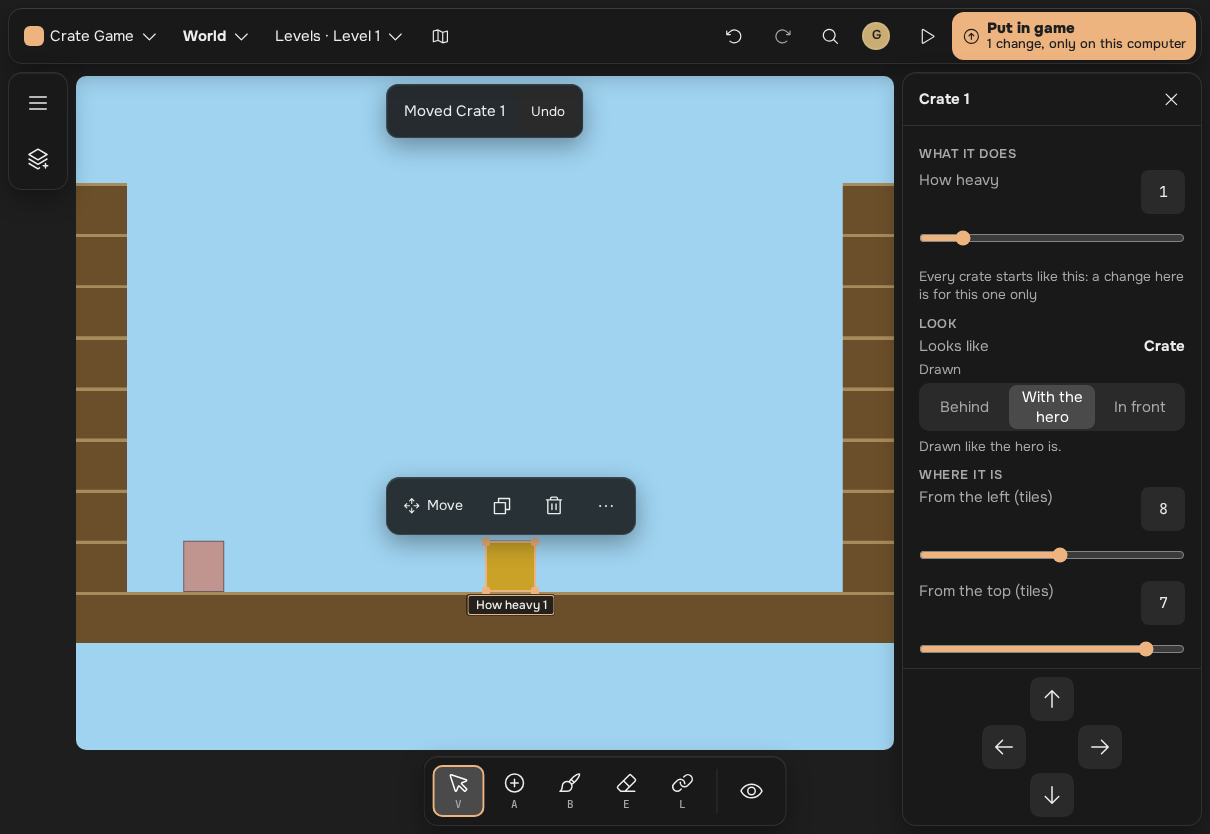 Crate Game
World
Levels · Level 1
G
Put in game
1 change, only on this computer
Moved Crate 1
Undo
Crate 1
WHAT IT DOES
How heavy
1
Every crate starts like this: a change here
is for this one only
LOOK
Looks like
Crate
Drawn
Behind
With the
hero
In front
Drawn like the hero is.
WHERE IT IS
From the left (tiles)
8
From the top (tiles)
7
Move
How heavy 1
V
A
B
E
L